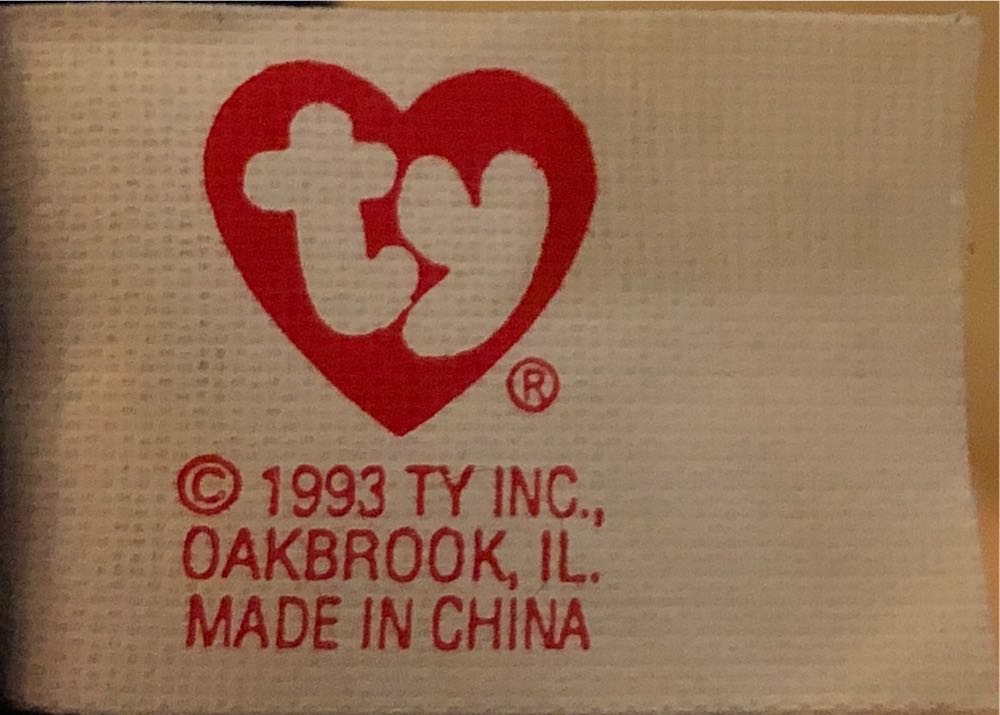 ty
®
© 1993 TY INC.,
OAKBROOK, IL.
MADE IN CHINA